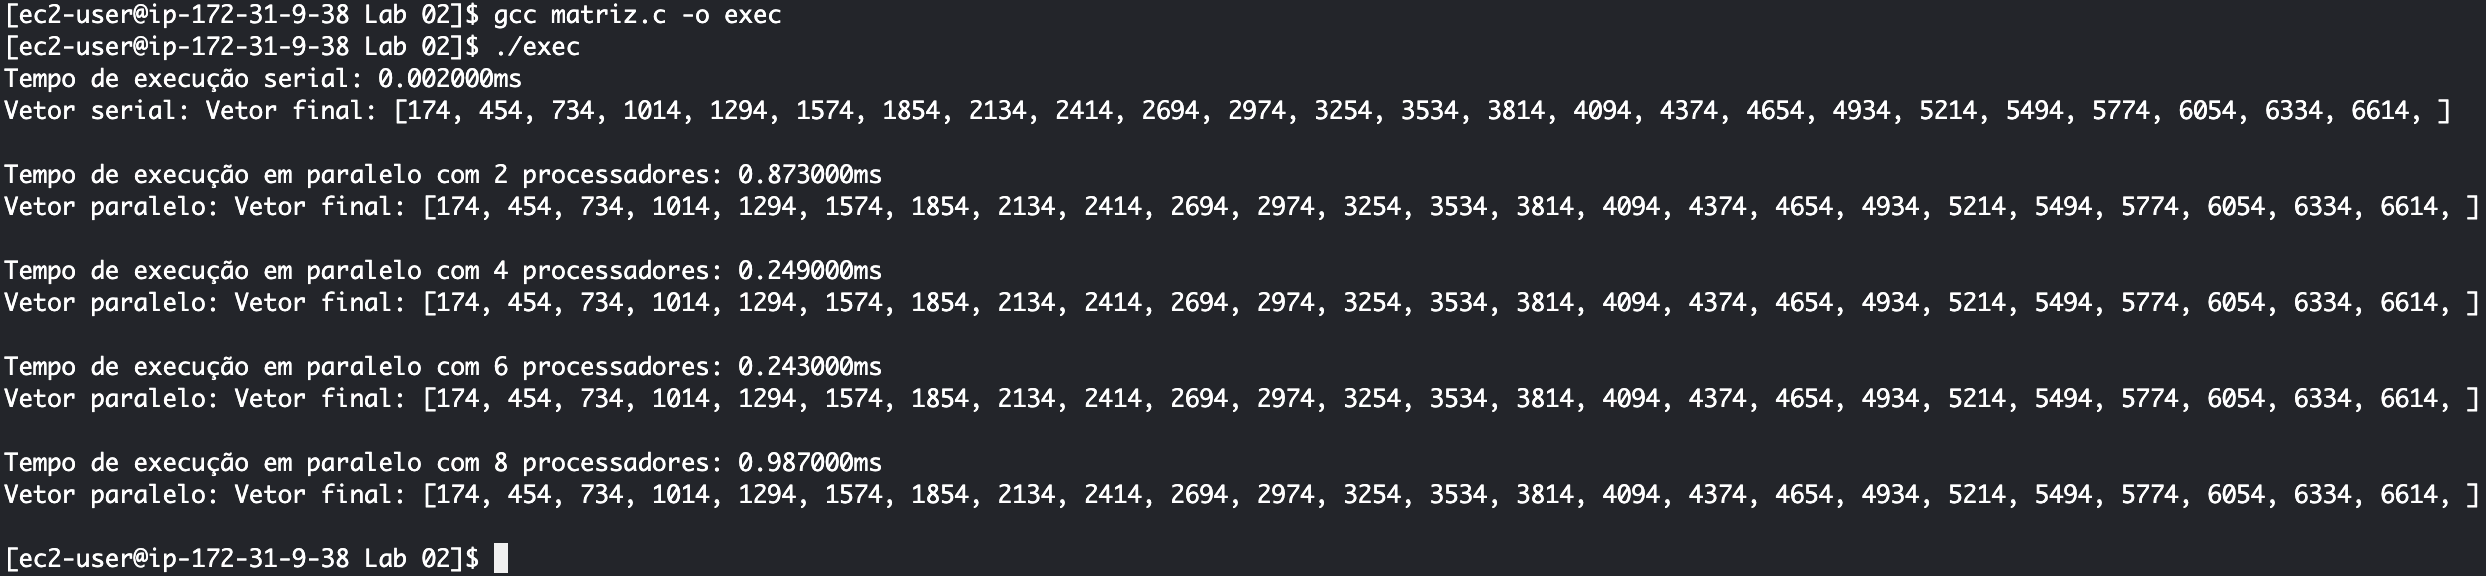 [ec2-user@ip-172-31-9-38 Lab 02]$ gcc matriz.c -o exec
[ec2-user@ip-172-31-9-38 Lab 02]$ ./exec
Tempo de execução serial: 0.002000ms
Vetor serial: Vetor final: [174, 454, 734, 1014, 1294, 1574, 1854, 2134, 2414, 2694, 2974, 3254, 3534, 3814, 4094, 4374, 4654, 4934, 5214, 5494, 5774, 6054, 6334, 6614, ]
Tempo de execução em paralelo com 2 processadores: 0.873000ms
Vetor paralelo: Vetor final: [174, 454, 734, 1014, 1294, 1574, 1854, 2134, 2414, 2694, 2974, 3254, 3534, 3814, 4094, 4374, 4654, 4934, 5214, 5494, 5774, 6054, 6334, 6614, ]
Tempo de execução em paralelo com 4 processadores: 0.249000ms
Vetor paralelo: Vetor final: [174, 454, 734, 1014, 1294, 1574, 1854, 2134, 2414, 2694, 2974, 3254, 3534, 3814, 4094, 4374, 4654, 4934, 5214, 5494, 5774, 6054, 6334, 6614, ]
Tempo de execução em paralelo com 6 processadores: 0.243000ms
Vetor paralelo: Vetor final: [174, 454, 734, 1014, 1294, 1574, 1854, 2134, 2414, 2694, 2974, 3254, 3534, 3814, 4094, 4374, 4654, 4934, 5214, 5494, 5774, 6054, 6334, 6614, ]
Tempo de execução em paralelo com 8 processadores: 0.987000ms
Vetor paralelo: Vetor final: [174, 454, 734, 1014, 1294, 1574, 1854, 2134, 2414, 2694, 2974, 3254, 3534, 3814, 4094, 4374, 4654, 4934, 5214, 5494, 5774, 6054, 6334, 6614, ]
[ec2-user@ip-172-31-9-38 Lab 02]$